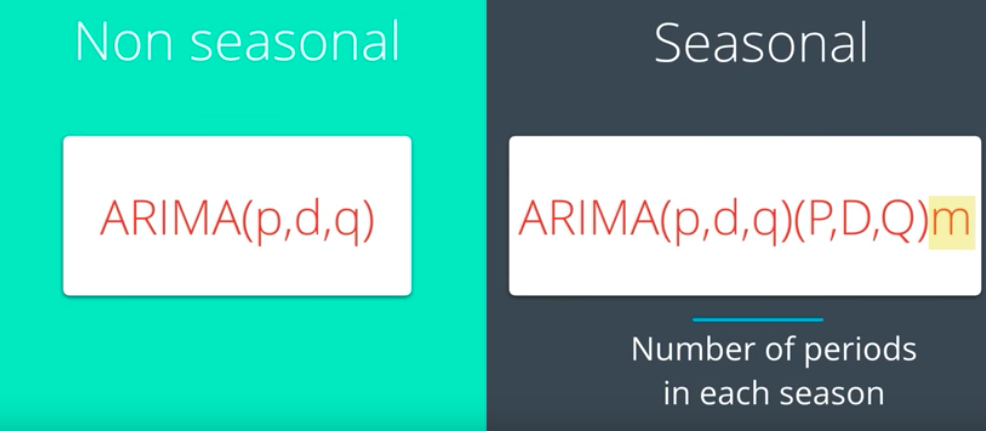 Non seasonal
ARIMA(p,d,q)
Seasonal
ARIMA(p,d,q)(P,D,Q)m
Number of periods
in each season